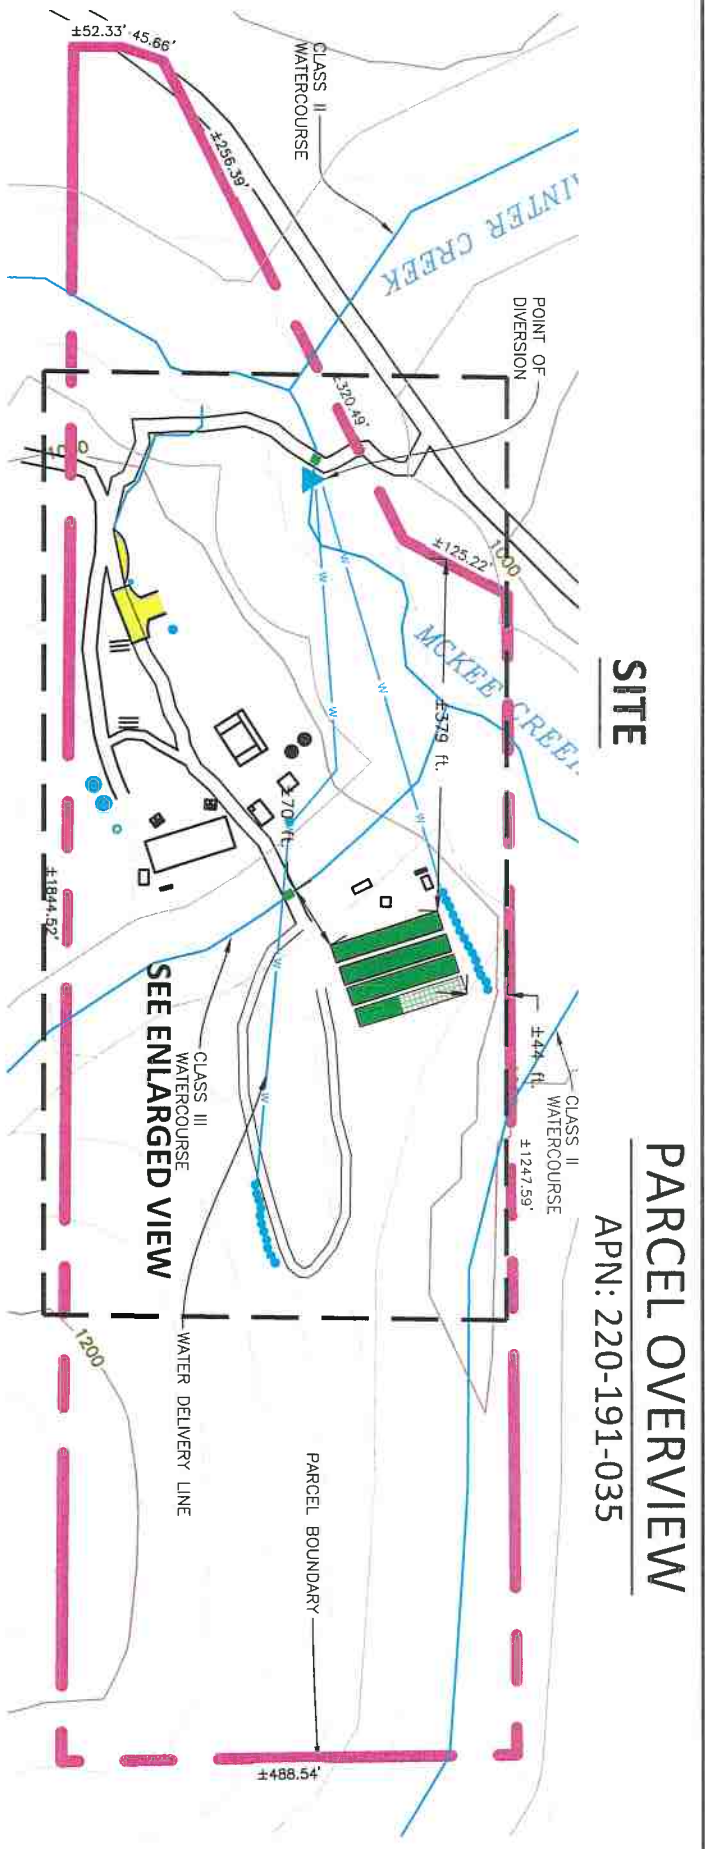 PARCEL OVERVIEW
APN: 220-191-035
SITE
±52.33'
45.66'
±256.39'
CLASS II
WATERCOURSE
INTER CREEK
POINT OF
DIVERSION
±320.49'
±125.22'
1000
1000
MCKEE CREEK
±379 ft.
±70 ft.
W
W
W
W
W
W
W
±44 ft.
CLASS II
WATERCOURSE
±1247.59'
±1844.52'
CLASS III
WATERCOURSE
SEE ENLARGED VIEW
WATER DELIVERY LINE
1200
PARCEL BOUNDARY
±488.54'